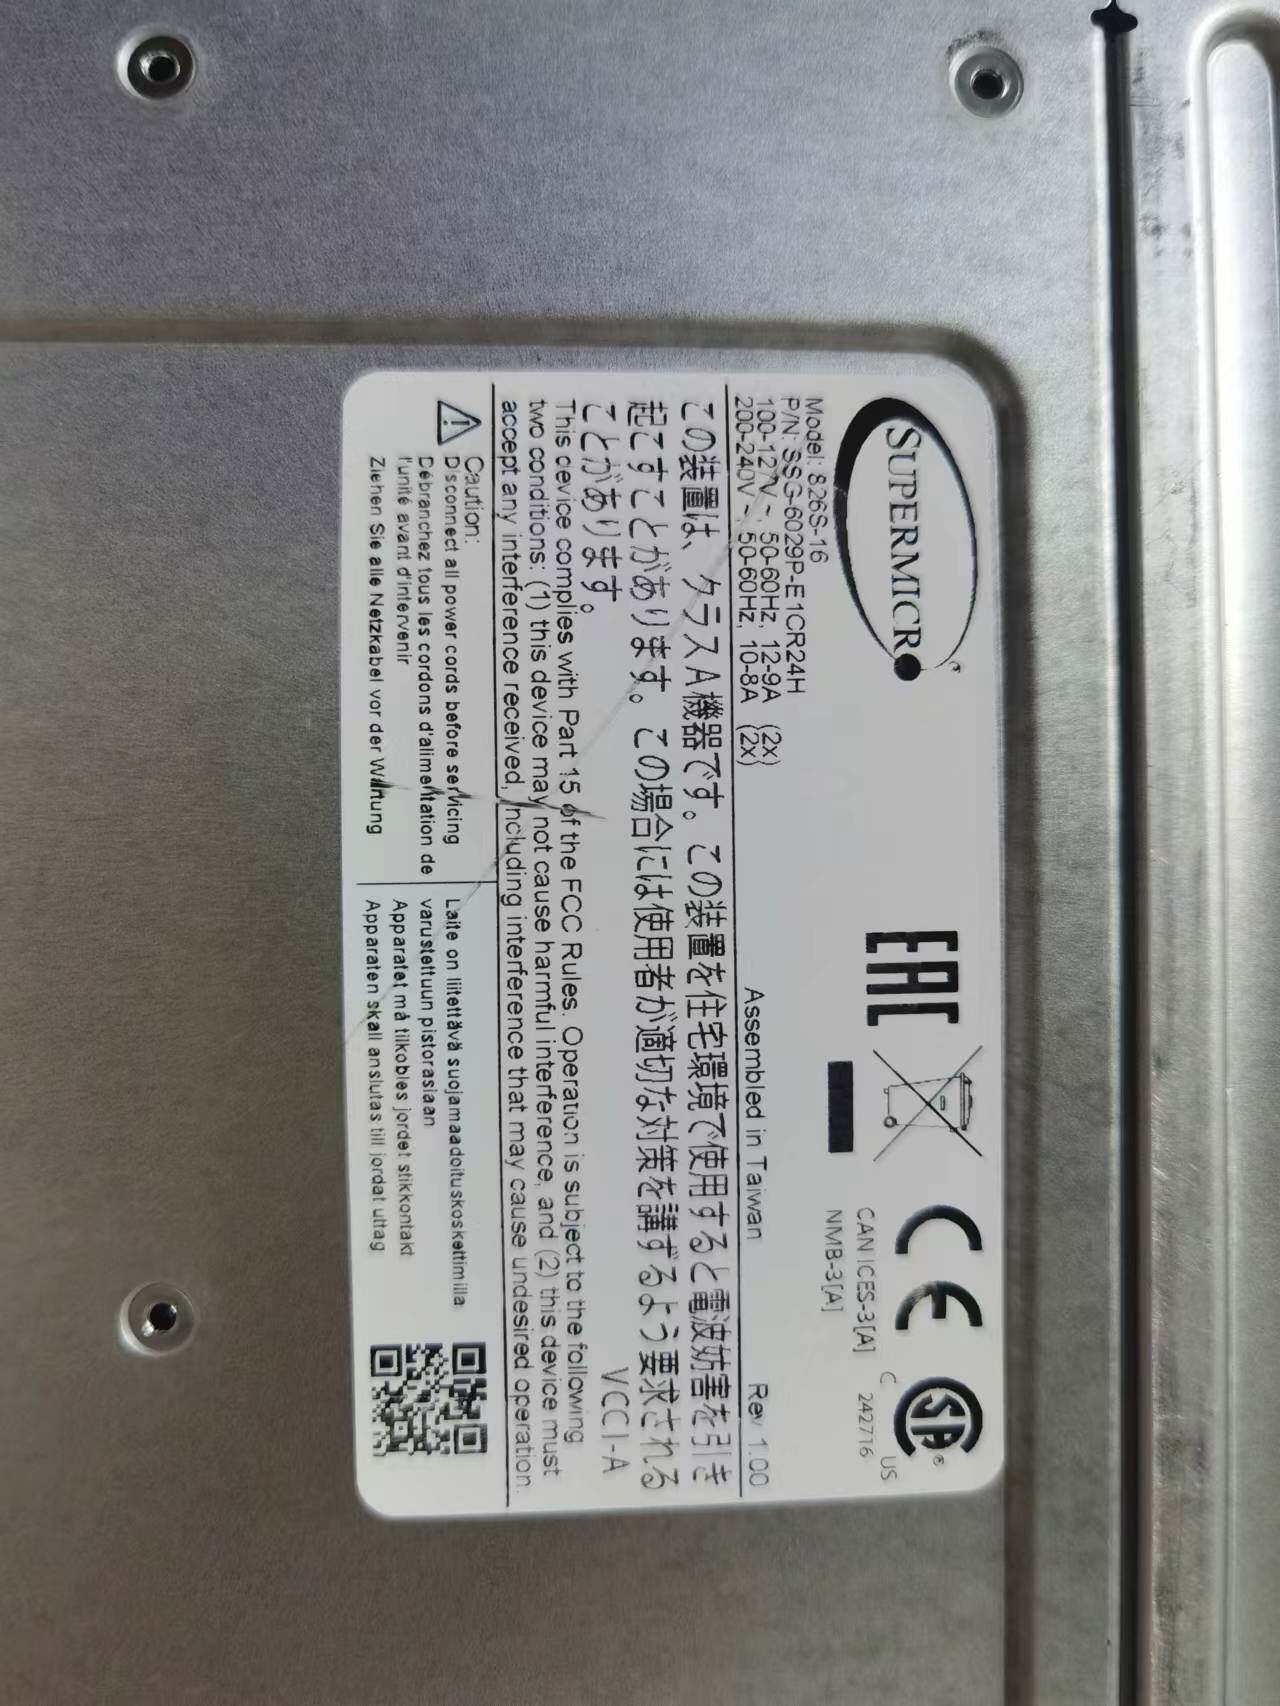 SUPERMICRO®
Model: 826S-16
P/N: SSG-6029P-E1CR24H
100-127V ~, 50-60Hz, 12-9A (2x)
200-240V ~, 50-60Hz, 10-8A (2x)
EAC
CE
SA®
C US
242716
CAN ICES-3[A]
NMB-3[A]
Assembled in Taiwan
Rev 1.00
この装置は、クラスA機器です。この装置を住宅環境で使用すると電波妨害を引き
起こすことがあります。この場合には使用者が適切な対策を講ずるよう要求される
ことがあります。
VCCI-A
This device complies with Part 15 of the FCC Rules. Operation is subject to the following
two conditions: (1) this device may not cause harmful interference, and (2) this device must
accept any interference received, including interference that may cause undesired operation.
Caution:
Disconnect all power cords before servicing
Débranchez tous les cordons d'alimentation de
l'unité avant d'intervenir
Ziehen Sie alle Netzkabel vor der Wartung
Laite on liitettävä suojamaadoituskoskettimilla
varustettuun pistorasiaan
Apparatet må tilkobles jordet stikkontakt
Apparaten skall anslutas till jordat uttag